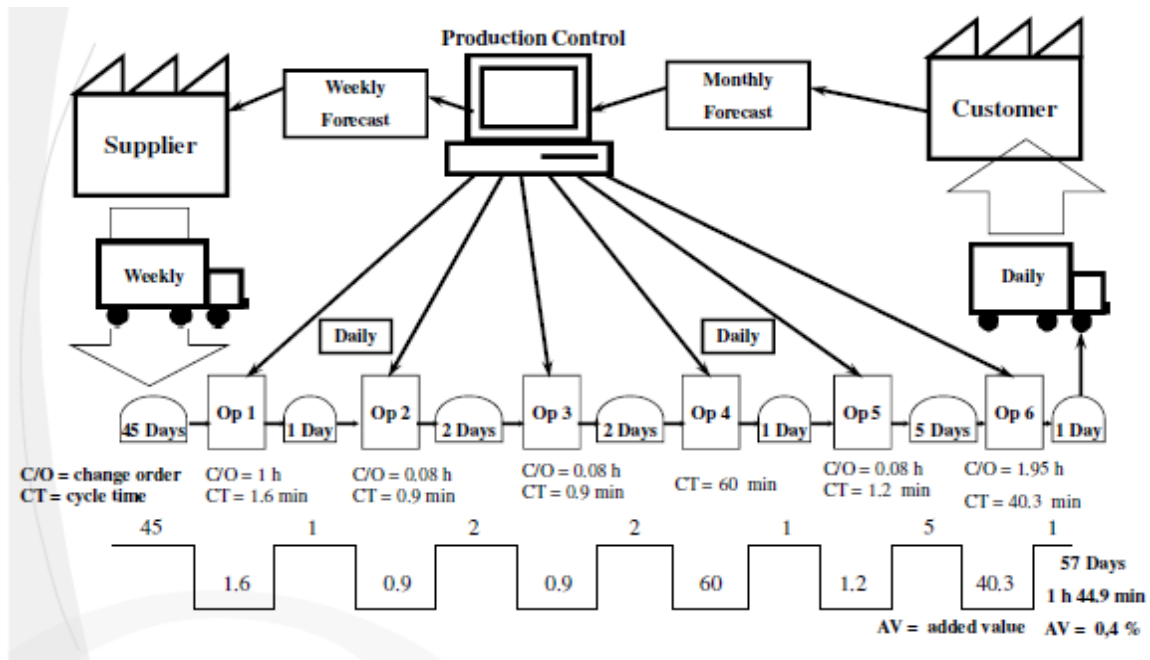 Production Control
Weekly
Forecast
Monthly
Forecast
Customer
Supplier
Weekly
Daily
Daily
Daily
45 Days
Op 1
1 Day
Op 2
2 Days
Op 3
2 Days
Op 4
1 Day
Op 5
5 Days
Op 6
1 Day
C/O = change order
CT = cycle time
C/O = 1 h
CT = 1.6 min
C/O = 0.08 h
CT = 0.9 min
C/O = 0.08 h
CT = 0.9 min
CT = 60 min
C/O = 0.08 h
CT = 1.2 min
C/O = 1.95 h
CT = 40.3 min
45
1
2
2
1
5
1
1.6
0.9
0.9
60
1.2
40.3
57 Days
1 h 44.9 min
AV = added value
AV = 0,4 %